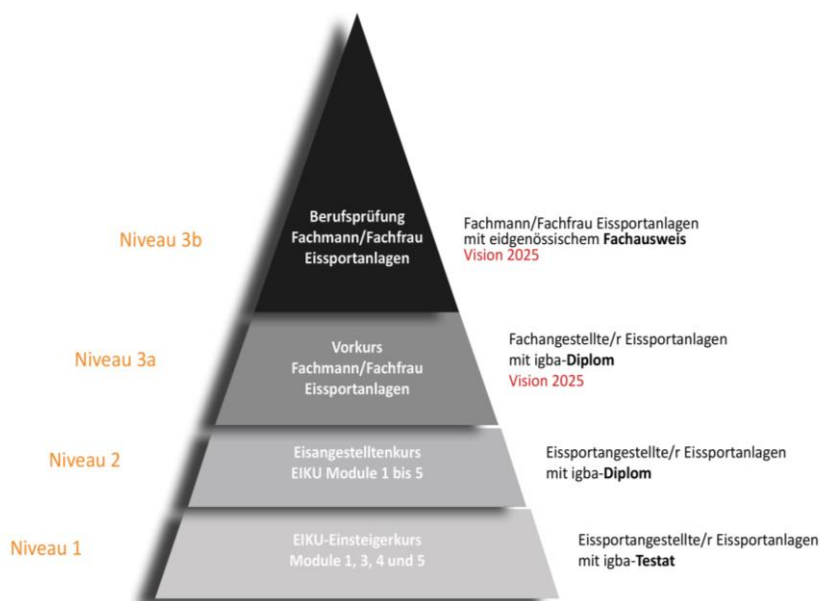 Niveau 3b
Berufsprüfung
Fachmann/Fachfrau
Eissportanlagen
Fachmann/Fachfrau Eissportanlagen
mit eidgenössischem Fachausweis
Vision 2025
Niveau 3a
Vorkurs
Fachmann/Fachfrau
Eissportanlagen
Fachangestellte/r Eissportanlagen
mit igba-Diplom
Vision 2025
Niveau 2
Eisangestelltenkurs
EIKU Module 1 bis 5
Eissportangestellte/r Eissportanlagen
mit igba-Diplom
Niveau 1
EIKU-Einsteigerkurs
Module 1, 3, 4 und 5
Eissportangestellte/r Eissportanlagen
mit igba-Testat